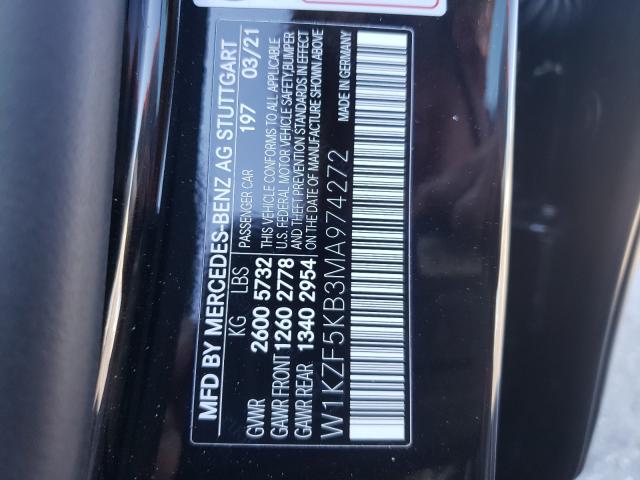 MFD BY MERCEDES-BENZ AG STUTTGART
KG LBS PASSENGER CAR 197 03/21
GVWR 2600 5732 THIS VEHICLE CONFORMS TO ALL APPLICABLE
GAWR FRONT 1260 2778 U.S. FEDERAL MOTOR VEHICLE SAFETY, BUMPER
GAWR REAR 1340 2954 AND THEFT PREVENTION STANDARDS IN EFFECT
ON THE DATE OF MANUFACTURE SHOWN ABOVE
W1KZF5KB3MA974272 MADE IN GERMANY